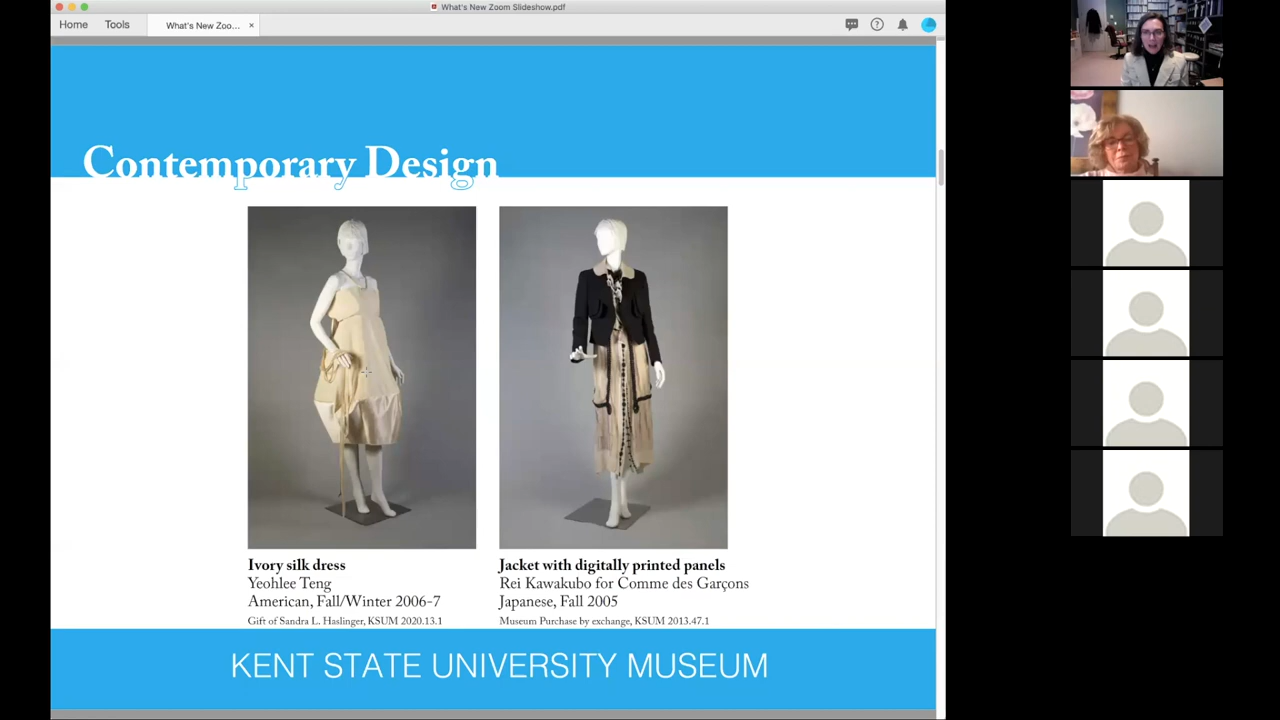 What's New Zoom Slideshow.pdf
Home Tools What's New Zoo... ×
Contemporary Design
Ivory silk dress
Yeohlee Teng
American, Fall/Winter 2006-7
Gift of Sandra L. Haslinger, KSUM 2020.13.1
Jacket with digitally printed panels
Rei Kawakubo for Comme des Garçons
Japanese, Fall 2005
Museum Purchase by exchange, KSUM 2013.47.1
KENT STATE UNIVERSITY MUSEUM